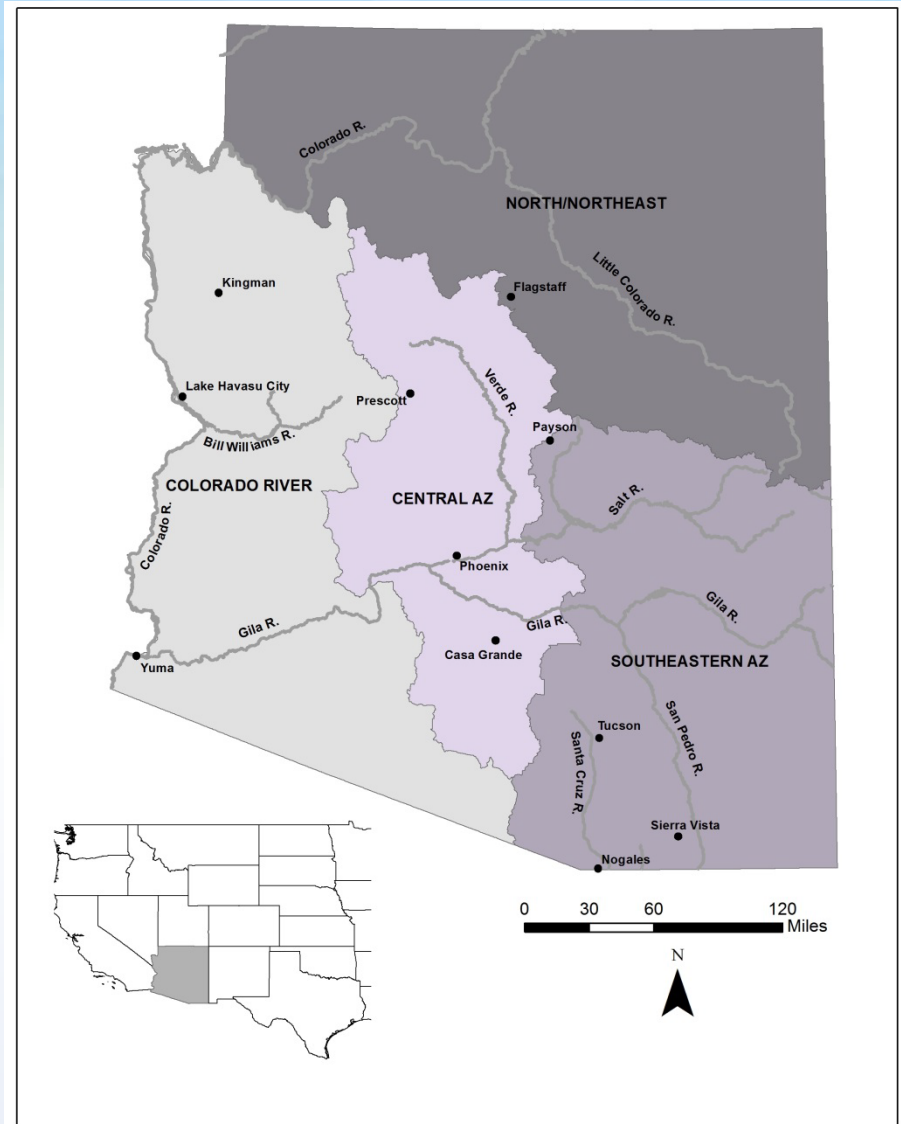 Colorado R.
NORTH/NORTHEAST
Little Colorado R.
Kingman
Flagstaff
Lake Havasu City
Prescott
Verde R.
Payson
Bill Williams R.
COLORADO RIVER
CENTRAL AZ
Salt R.
Colorado R.
Phoenix
Gila R.
Gila R.
Gila R.
Casa Grande
Yuma
SOUTHEASTERN AZ
San Pedro R.
Tucson
Santa Cruz R.
Sierra Vista
Nogales
0 30 60 120
Miles
N